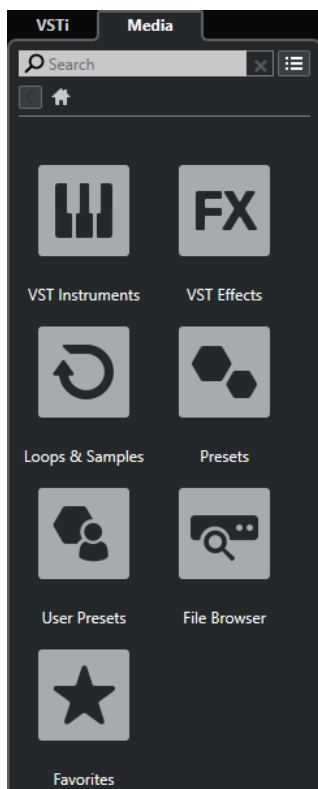 VSTi Media
Search
FX
VST Instruments VST Effects
Loops & Samples Presets
User Presets File Browser
Favorites